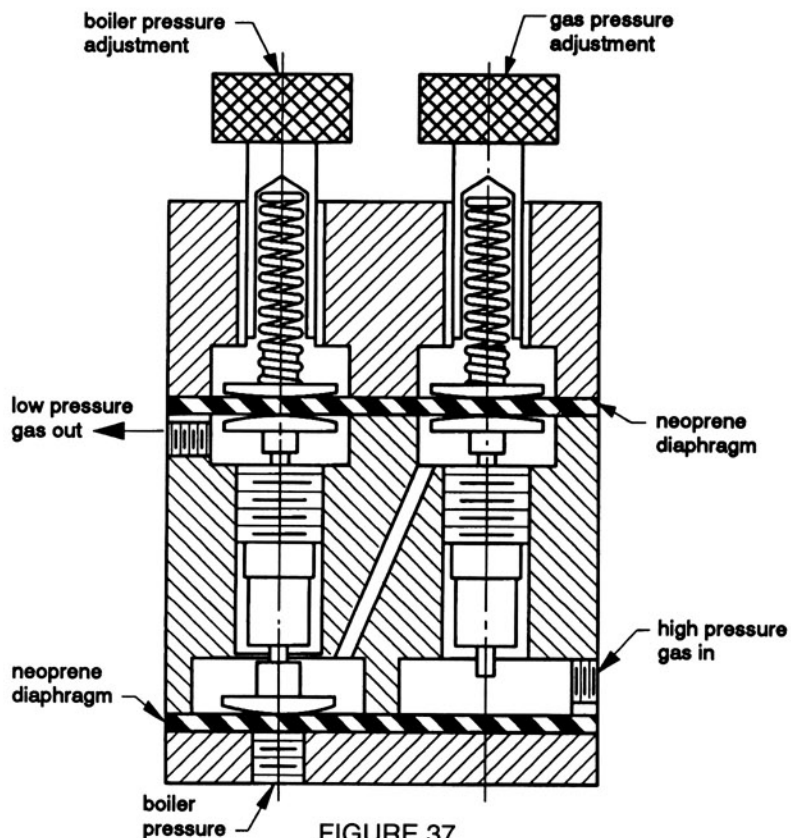 boiler pressure
adjustment
gas pressure
adjustment
low pressure
gas out
neoprene
diaphragm
high pressure
gas in
neoprene
diaphragm
boiler
pressure
FIGURE 37